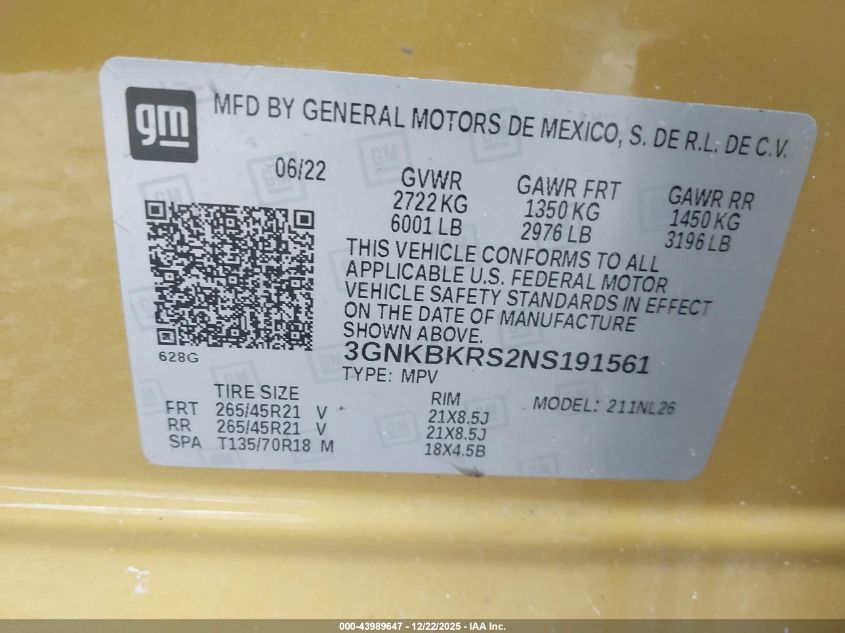 gm
MFD BY GENERAL MOTORS DE MEXICO, S. DE R.L. DE C.V.
06/22
GVWR GAWR FRT GAWR RR
2722 KG 1350 KG 1450 KG
6001 LB 2976 LB 3196 LB
THIS VEHICLE CONFORMS TO ALL
APPLICABLE U.S. FEDERAL MOTOR
VEHICLE SAFETY STANDARDS IN EFFECT
ON THE DATE OF MANUFACTURE
SHOWN ABOVE.
628G
3GNKBKRS2NS191561
TYPE: MPV
TIRE SIZE RIM MODEL: 211NL26
FRT 265/45R21 V 21X8.5J
RR 265/45R21 V 21X8.5J
SPA T135/70R18 M 18X4.5B
000-43989647 - 12/22/2025 - IAA Inc.